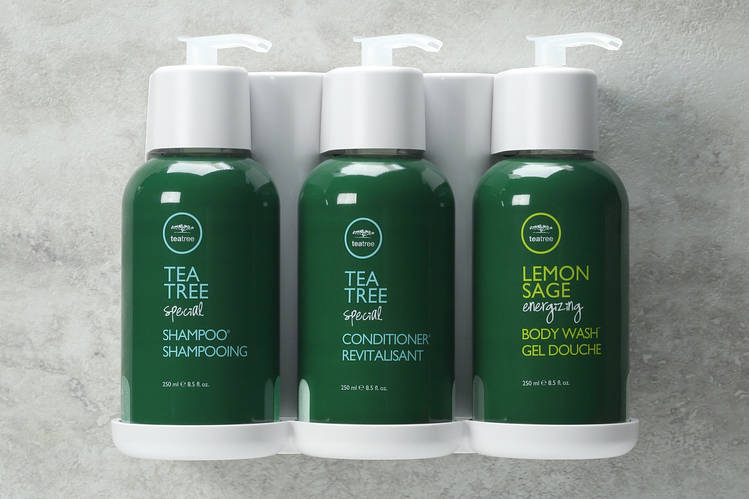 teatree
TEA
TREE
special
SHAMPOO®
SHAMPOOING
250 ml ℮ 8.5 fl. oz.
teatree
TEA
TREE
special
CONDITIONER®
REVITALISANT
250 ml ℮ 8.5 fl. oz.
teatree
LEMON
SAGE
energizing
BODY WASH™
GEL DOUCHE
250 ml ℮ 8.5 fl. oz.